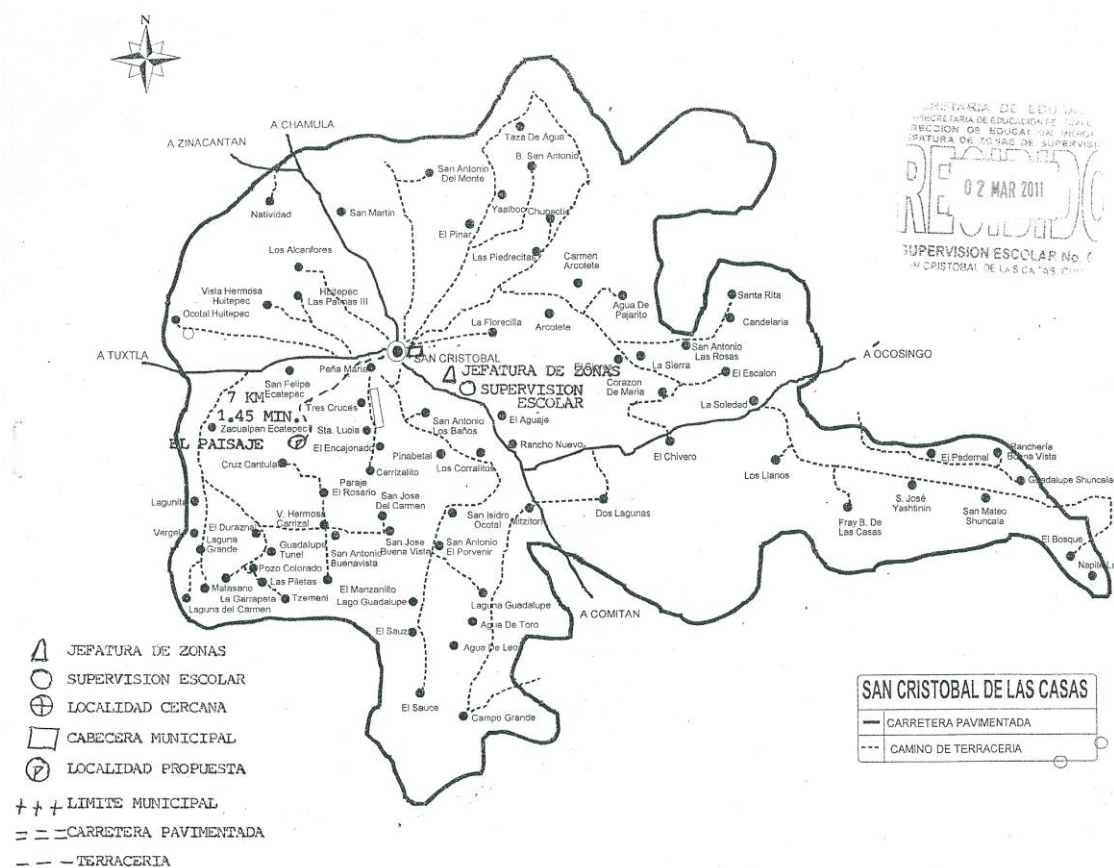 N
A CHAMULA
A ZINACANTAN
Taza De Agua
B. San Antonio
San Antonio
Del Monte
Natividad
San Martin
Yaalboc
Chupactic
El Pinar
Las Piedrecitas
Los Alcanfores
Carmen
Arcotete
Vista Hermosa
Huitepec
Huitepec
Las Palmas III
Ocotal Huitepec
Agua De
Pajarito
Santa Rita
Candelaria
Arcotete
La Florecilla
San Antonio
Las Rosas
A TUXTLA
SAN CRISTOBAL
A OCOSINGO
Peña Maria
La Sierra
El Escalon
San Felipe
Ecatepec
JEFATURA DE ZONAS
SUPERVISION
ESCOLAR
Corazon
De Maria
La Soledad
7 KM
1.45 MIN.
Tres Cruces
Zacualpan Ecatepec
EL PAISAJE
Sta. Lucia
San Antonio
Los Baños
El Aguaje
El Encajonado
Rancho Nuevo
El Chivero
Pinabetal
Los Corralitos
Cruz Cantula
Carrizalito
Los Llanos
El Pedernal
Ranchería
Buena Vista
Guadalupe Shuncala
Paraje
El Rosario
San Jose
Del Carmen
Lagunita
San Isidro
Ocotal
Mitziton
Dos Lagunas
S. José
Yashtinin
San Mateo
Shuncala
Fray B. De
Las Casas
Vergel
El Duraznal
V. Hermosa
Carrizal
Laguna
Grande
Guadalupe
Tunel
San Antonio
Buenavista
San Jose
Buena Vista
San Antonio
El Porvenir
El Bosque
Pozo Colorado
Las Piletas
Matasano
La Garrapata
Tzemeni
Laguna del Carmen
El Manzanillo
Lago Guadalupe
Laguna Guadalupe
A COMITAN
Agua De Toro
El Sauz
Agua De Leon
El Sauce
Campo Grande
RECIBIDO
02 MAR 2011
SUPERVISION ESCOLAR No.
JEFATURA DE ZONAS
SUPERVISION ESCOLAR
LOCALIDAD CERCANA
CABECERA MUNICIPAL
P LOCALIDAD PROPUESTA
LIMITE MUNICIPAL
CARRETERA PAVIMENTADA
TERRACERIA
SAN CRISTOBAL DE LAS CASAS
CARRETERA PAVIMENTADA
CAMINO DE TERRACERIA